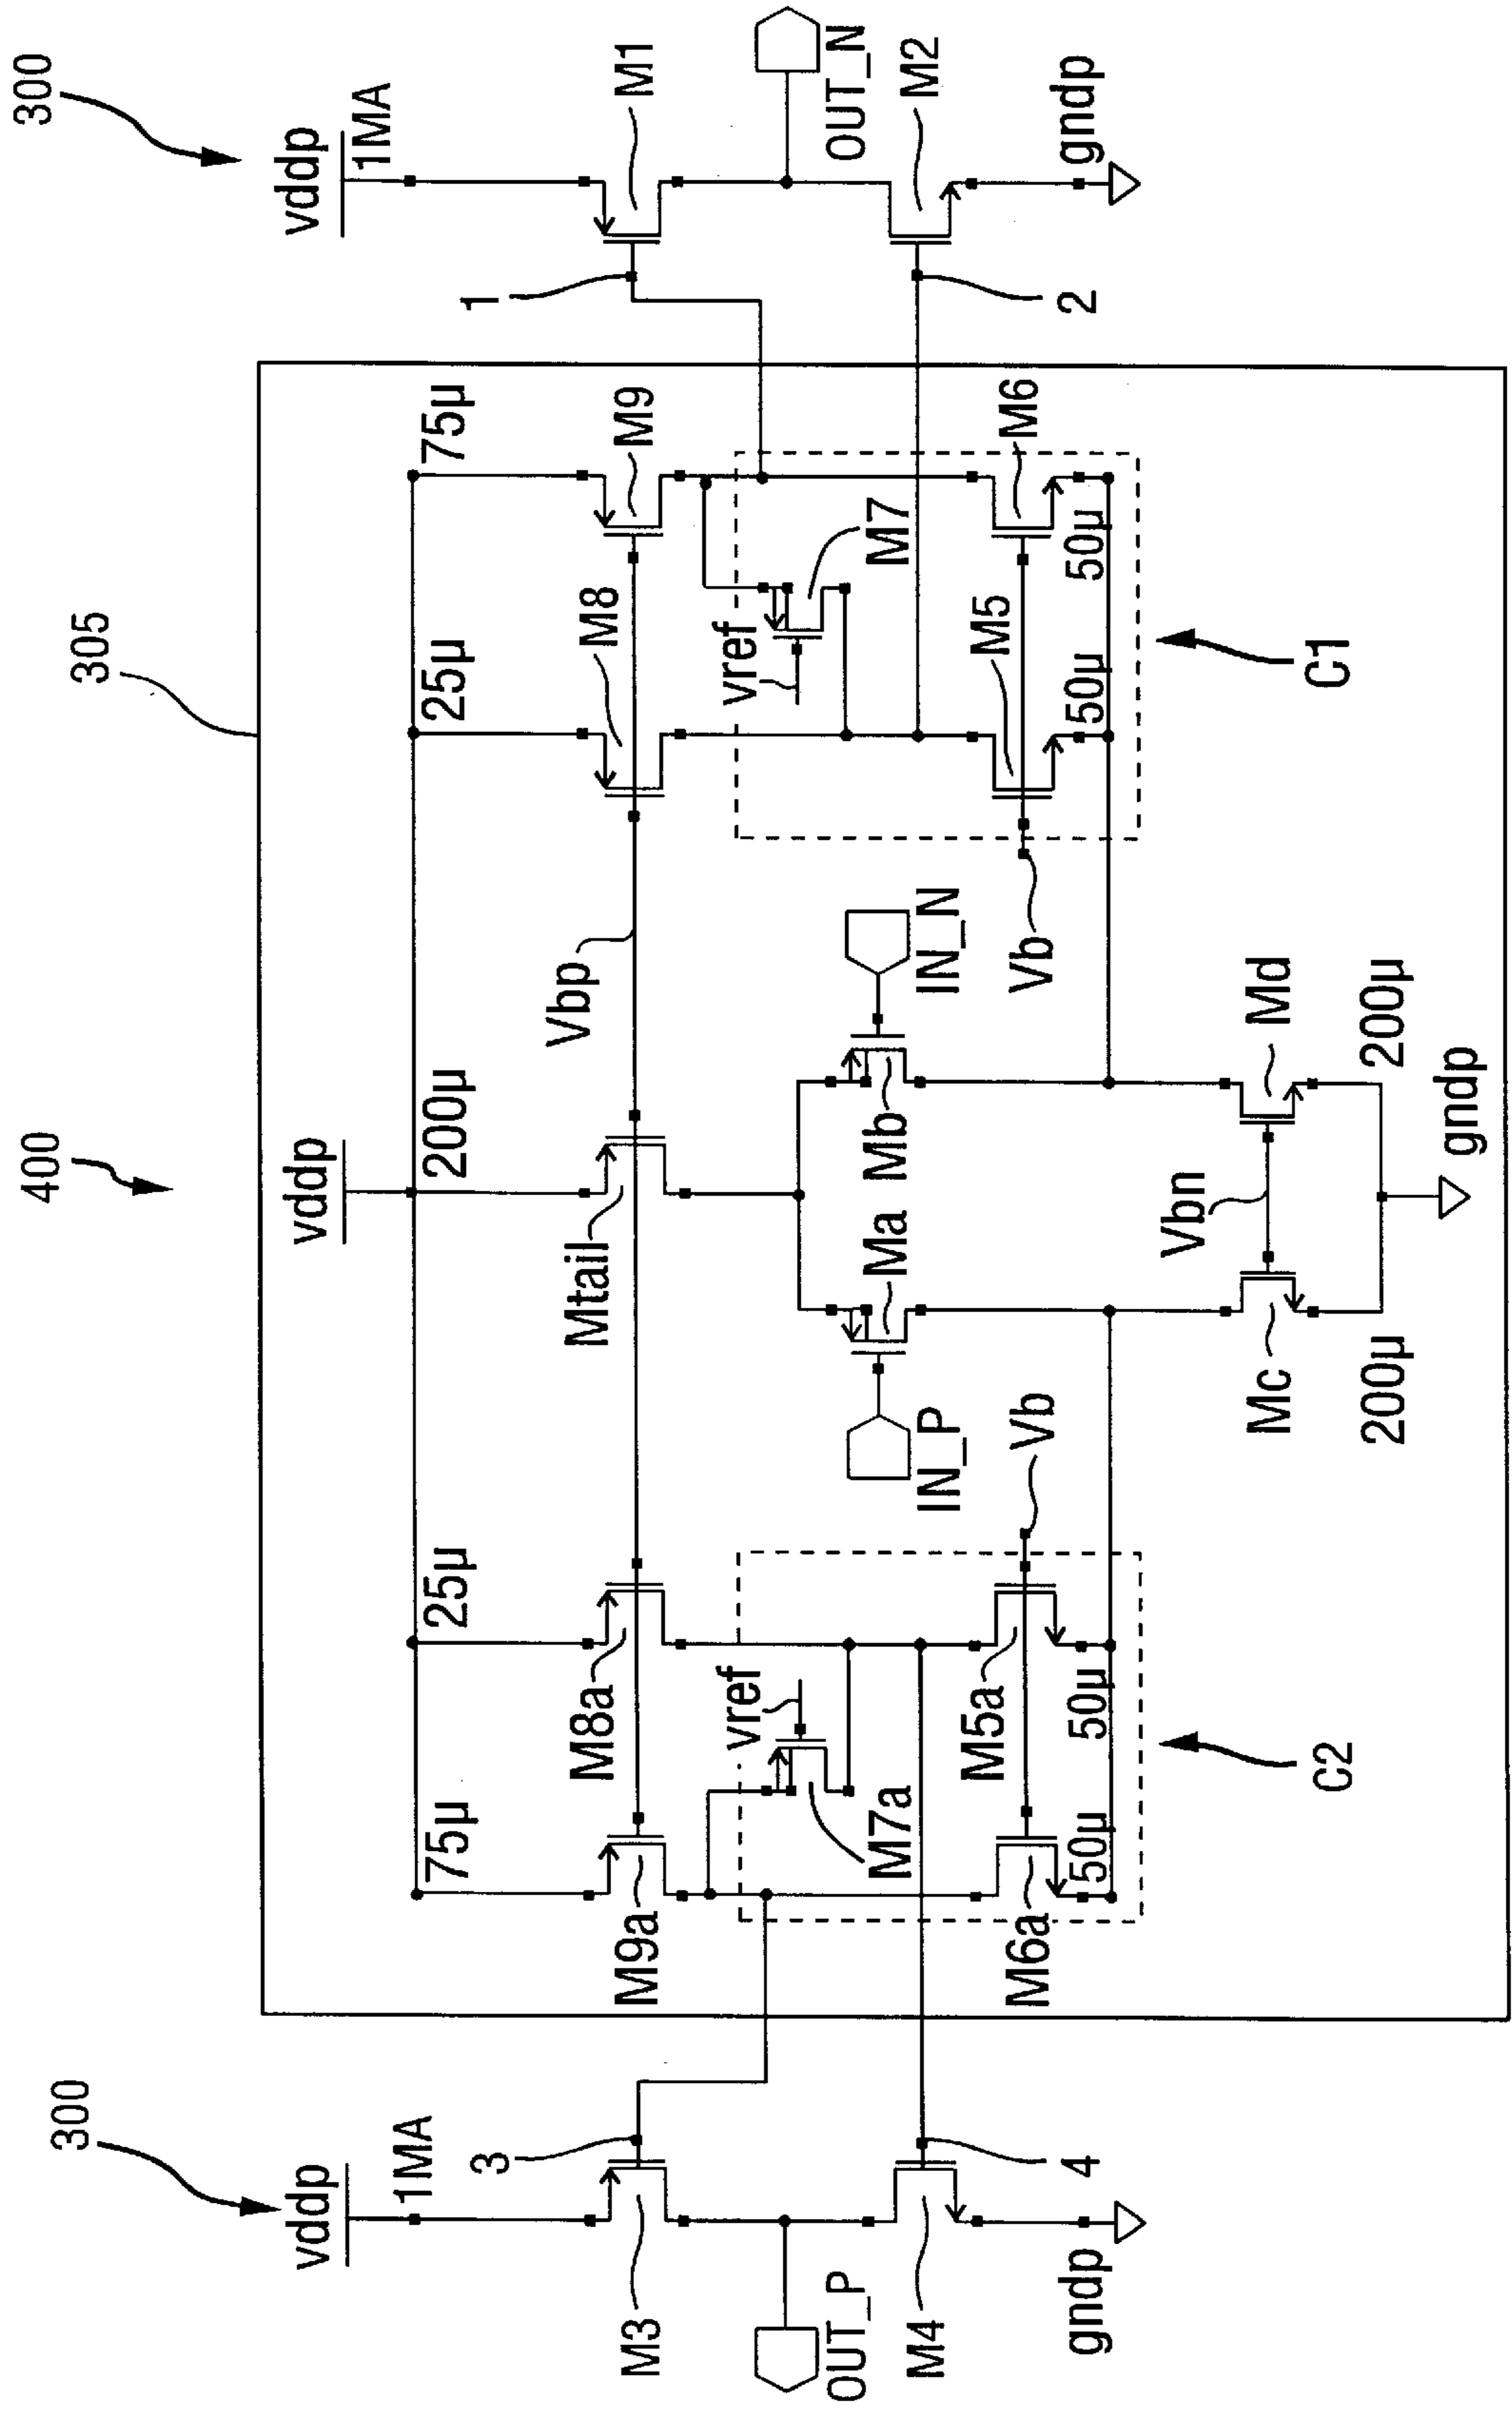 400
300
305
300
vddp
vddp
vddp
1MA
75µ
25µ
200µ
25µ
75µ
1MA
3
M3
M9a
M8a
Mtail
Vbp
M8
M9
1
M1
OUT_P
M7a
vref
IN_P
Ma
Mb
IN_N
vref
M7
OUT_N
M4
4
M6a
M5a
Vb
Vb
M5
M6
2
M2
50µ
50µ
50µ
50µ
gndp
gndp
C2
Mc
Vbn
Md
C1
200µ
200µ
gndp